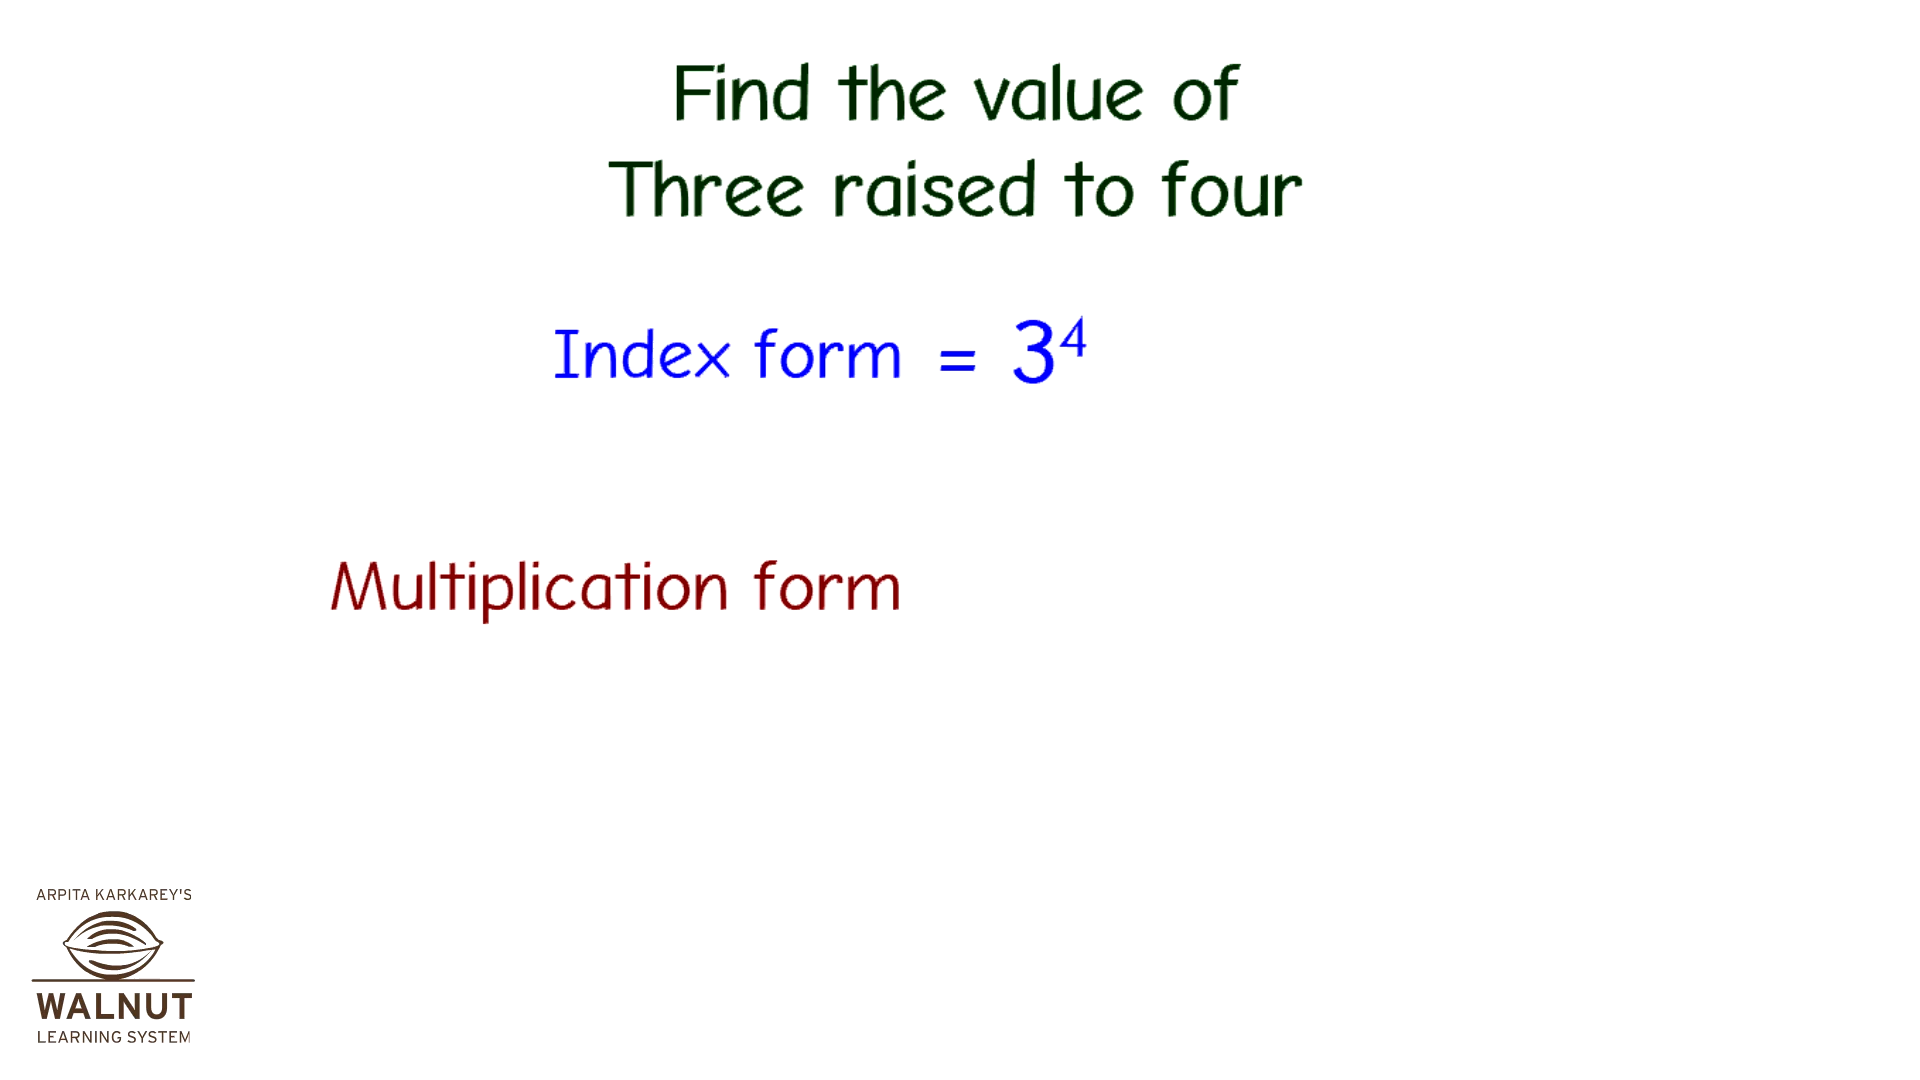 Find the value of
Three raised to four
Index form = 3⁴
Multiplication form
ARPITA KARKAREY'S
WALNUT
LEARNING SYSTEM